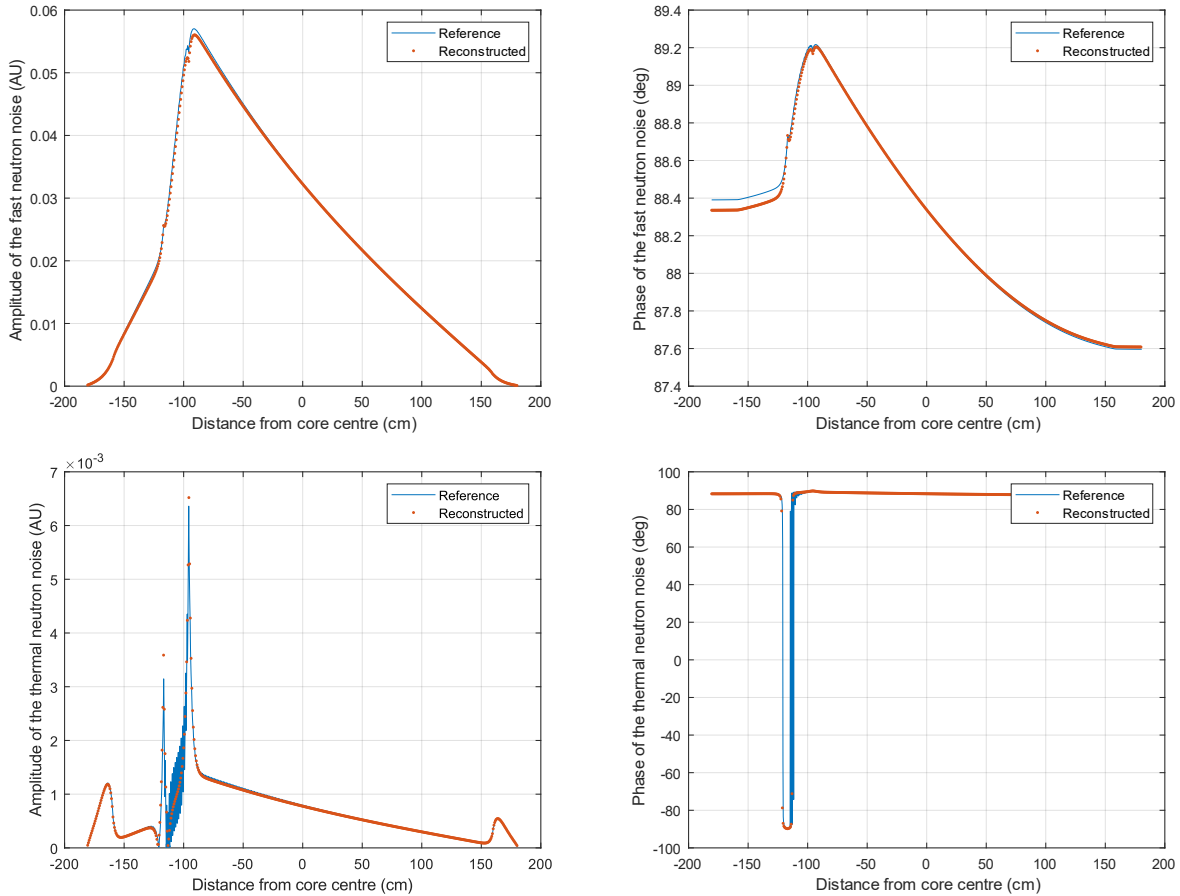 Amplitude of the fast neutron noise (AU)
0.06
0.05
0.04
0.03
0.02
0.01
0
-200 -150 -100 -50 0 50 100 150 200
Distance from core centre (cm)
Reference
Reconstructed
Phase of the fast neutron noise (deg)
89.4
89.2
89
88.8
88.6
88.4
88.2
88
87.8
87.6
87.4
-200 -150 -100 -50 0 50 100 150 200
Distance from core centre (cm)
Reference
Reconstructed
Amplitude of the thermal neutron noise (AU)
×10-3
7
6
5
4
3
2
1
0
-200 -150 -100 -50 0 50 100 150 200
Distance from core centre (cm)
Reference
Reconstructed
Phase of the thermal neutron noise (deg)
100
80
60
40
20
0
-20
-40
-60
-80
-100
-200 -150 -100 -50 0 50 100 150 200
Distance from core centre (cm)
Reference
Reconstructed